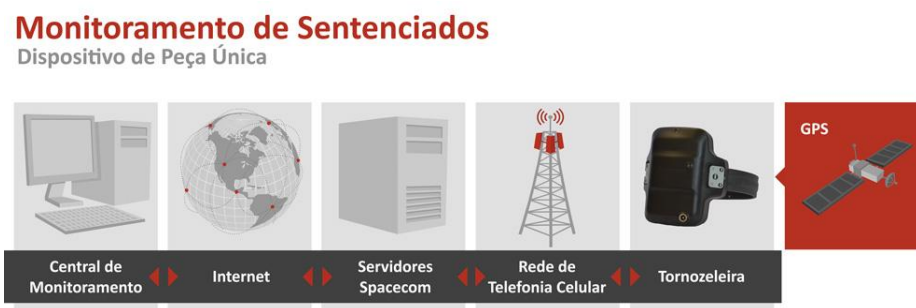 Monitoramento de Sentenciados
Dispositivo de Peça Única
GPS
Central de
Monitoramento
Internet
Servidores
Spacecom
Rede de
Telefonia Celular
Tornozeleira